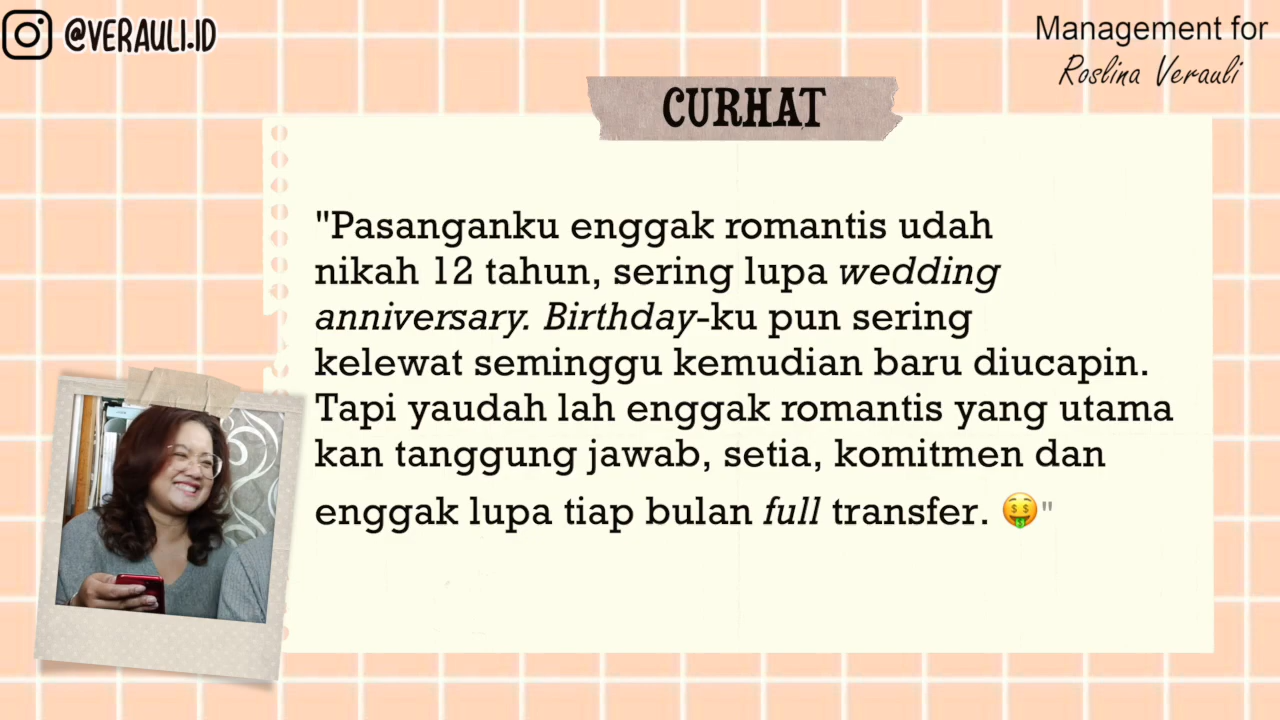 @VERAULI.ID
Management for
Roslina Verauli
CURHAT
"Pasanganku enggak romantis udah
nikah 12 tahun, sering lupa wedding
anniversary. Birthday-ku pun sering
kelewat seminggu kemudian baru diucapin.
Tapi yaudah lah enggak romantis yang utama
kan tanggung jawab, setia, komitmen dan
enggak lupa tiap bulan full transfer. 🤑"